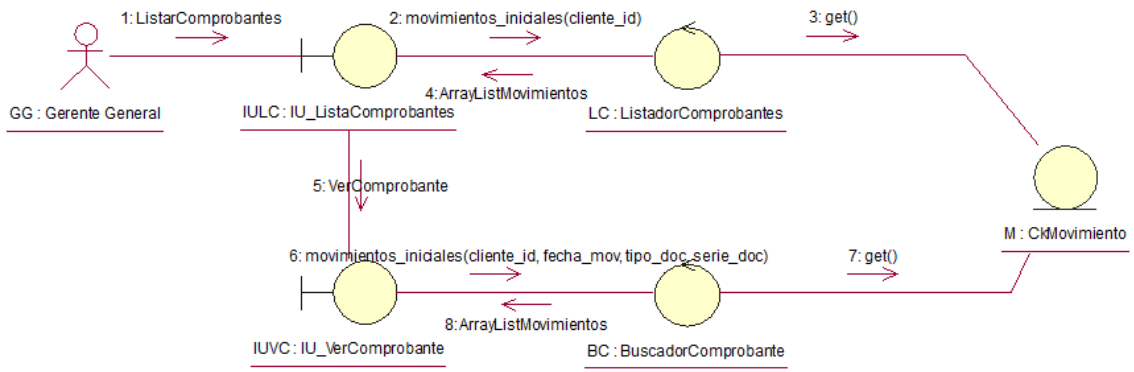 1: ListarComprobantes
2: movimientos_iniciales(cliente_id)
3: get()
4: ArrayListMovimientos
GG : Gerente General
IULC : IU_ListaComprobantes
LC : ListadorComprobantes
5: VerComprobante
M : CkMovimiento
6: movimientos_iniciales(cliente_id, fecha_mov, tipo_doc, serie_doc)
7: get()
8: ArrayListMovimientos
IUVC : IU_VerComprobante
BC : BuscadorComprobante